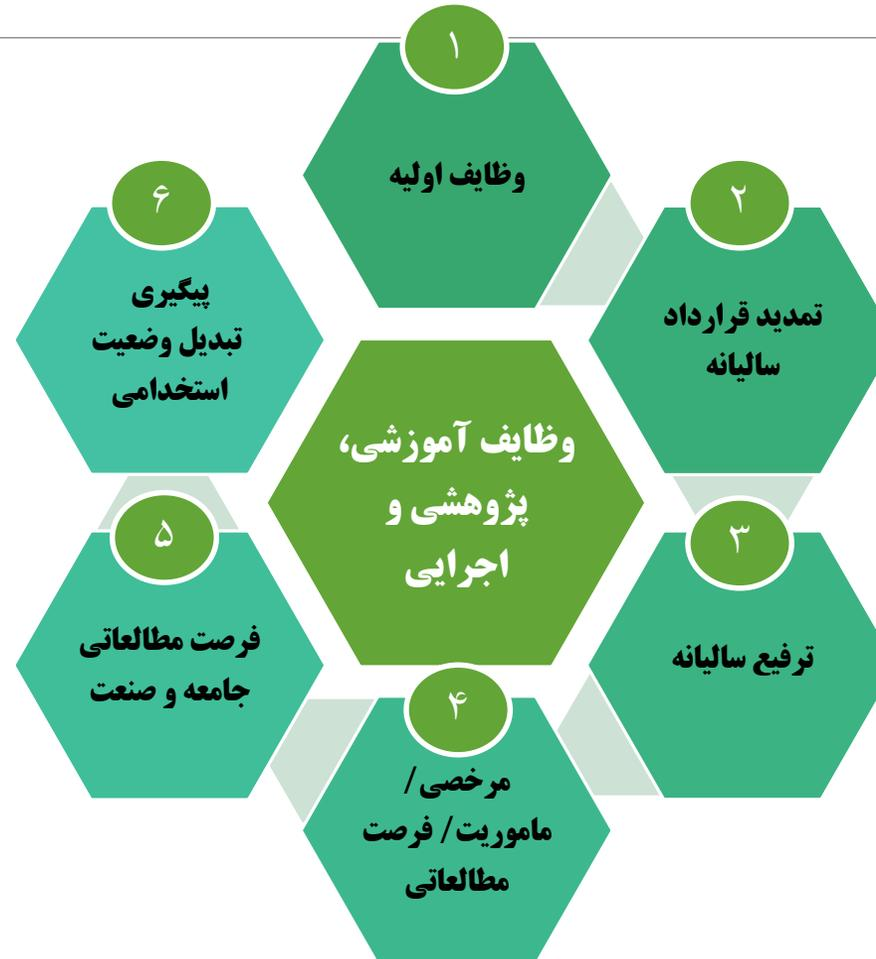 وظایف آموزشی،
پژوهشی و
اجرایی
۱
وظایف اولیه
۲
تمدید قرارداد
سالیانه
۳
ترفیع سالیانه
۴
مرخصی/
ماموریت/ فرصت
مطالعاتی
۵
فرصت مطالعاتی
جامعه و صنعت
۶
پیگیری
تبدیل وضعیت
استخدامی